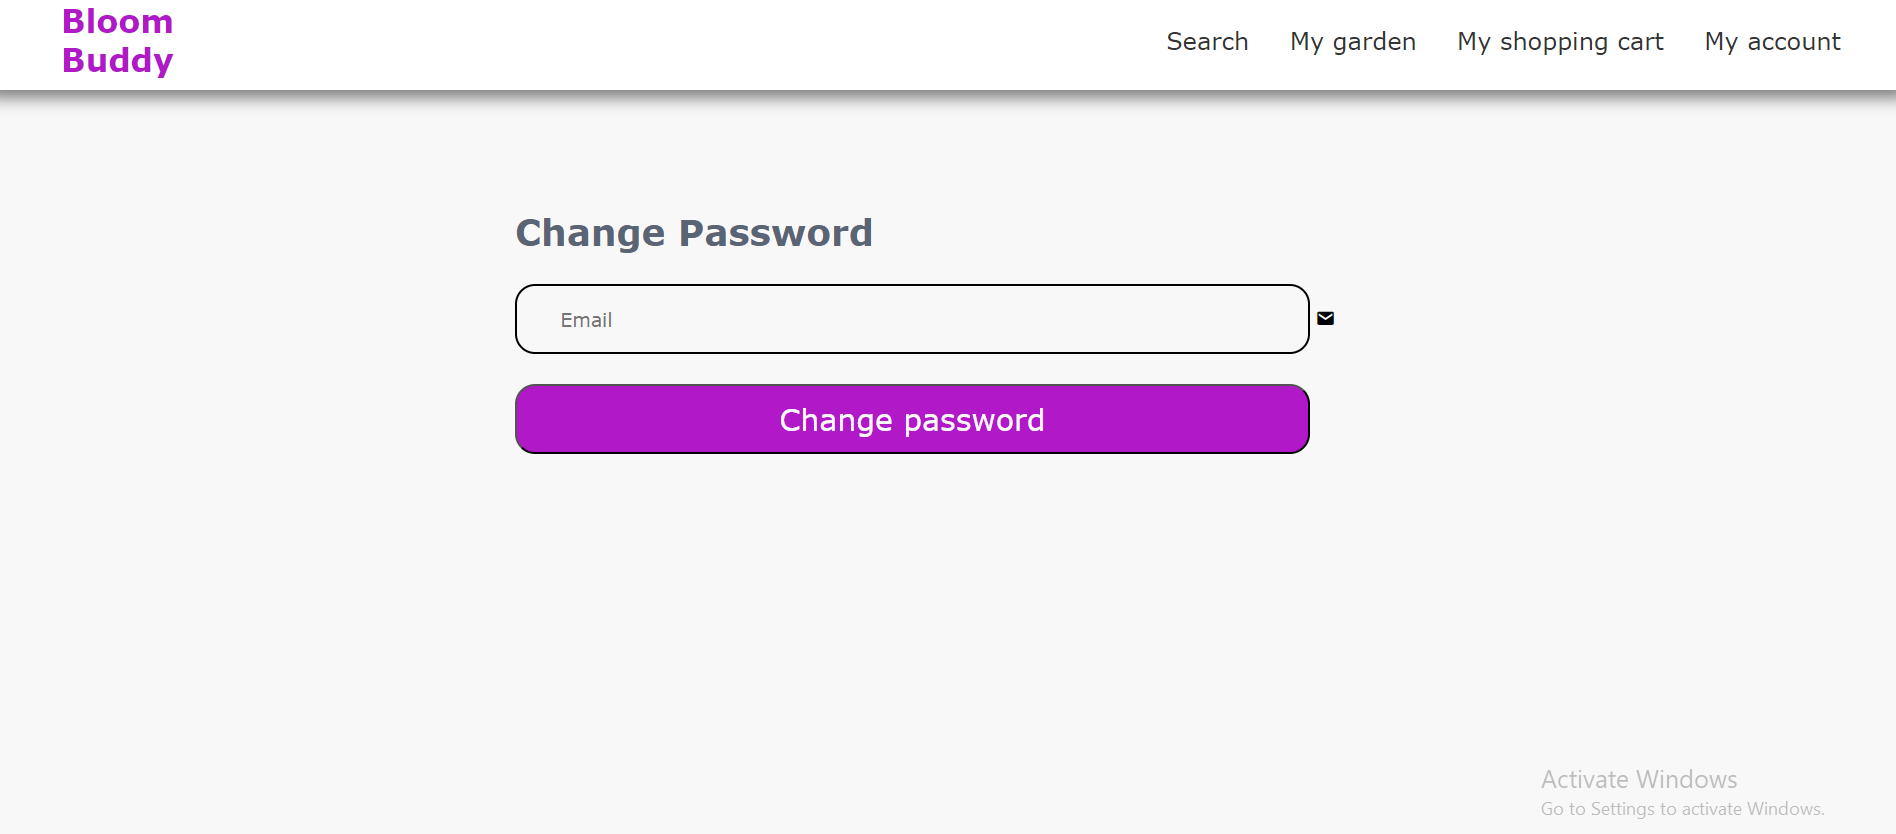 Bloom
Buddy
Search My garden My shopping cart My account
Change Password
Email
Change password
Activate Windows
Go to Settings to activate Windows.